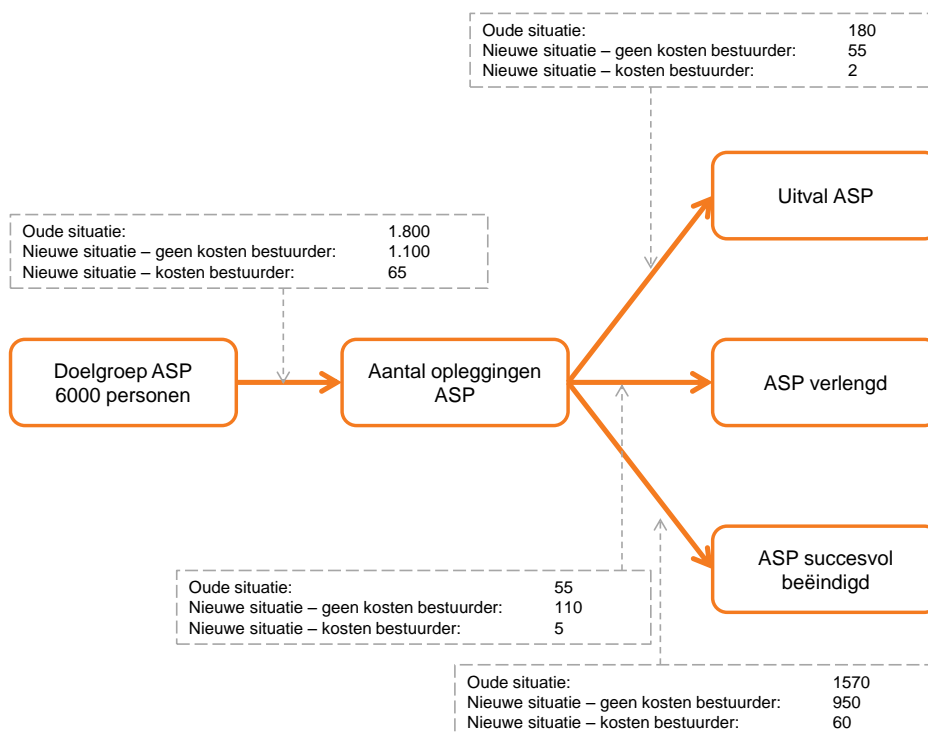 Oude situatie: 180
Nieuwe situatie – geen kosten bestuurder: 55
Nieuwe situatie – kosten bestuurder: 2
Uitval ASP
Oude situatie: 1.800
Nieuwe situatie – geen kosten bestuurder: 1.100
Nieuwe situatie – kosten bestuurder: 65
Doelgroep ASP
6000 personen
Aantal opleggingen
ASP
ASP verlengd
ASP succesvol
beëindigd
Oude situatie: 55
Nieuwe situatie – geen kosten bestuurder: 110
Nieuwe situatie – kosten bestuurder: 5
Oude situatie: 1570
Nieuwe situatie – geen kosten bestuurder: 950
Nieuwe situatie – kosten bestuurder: 60